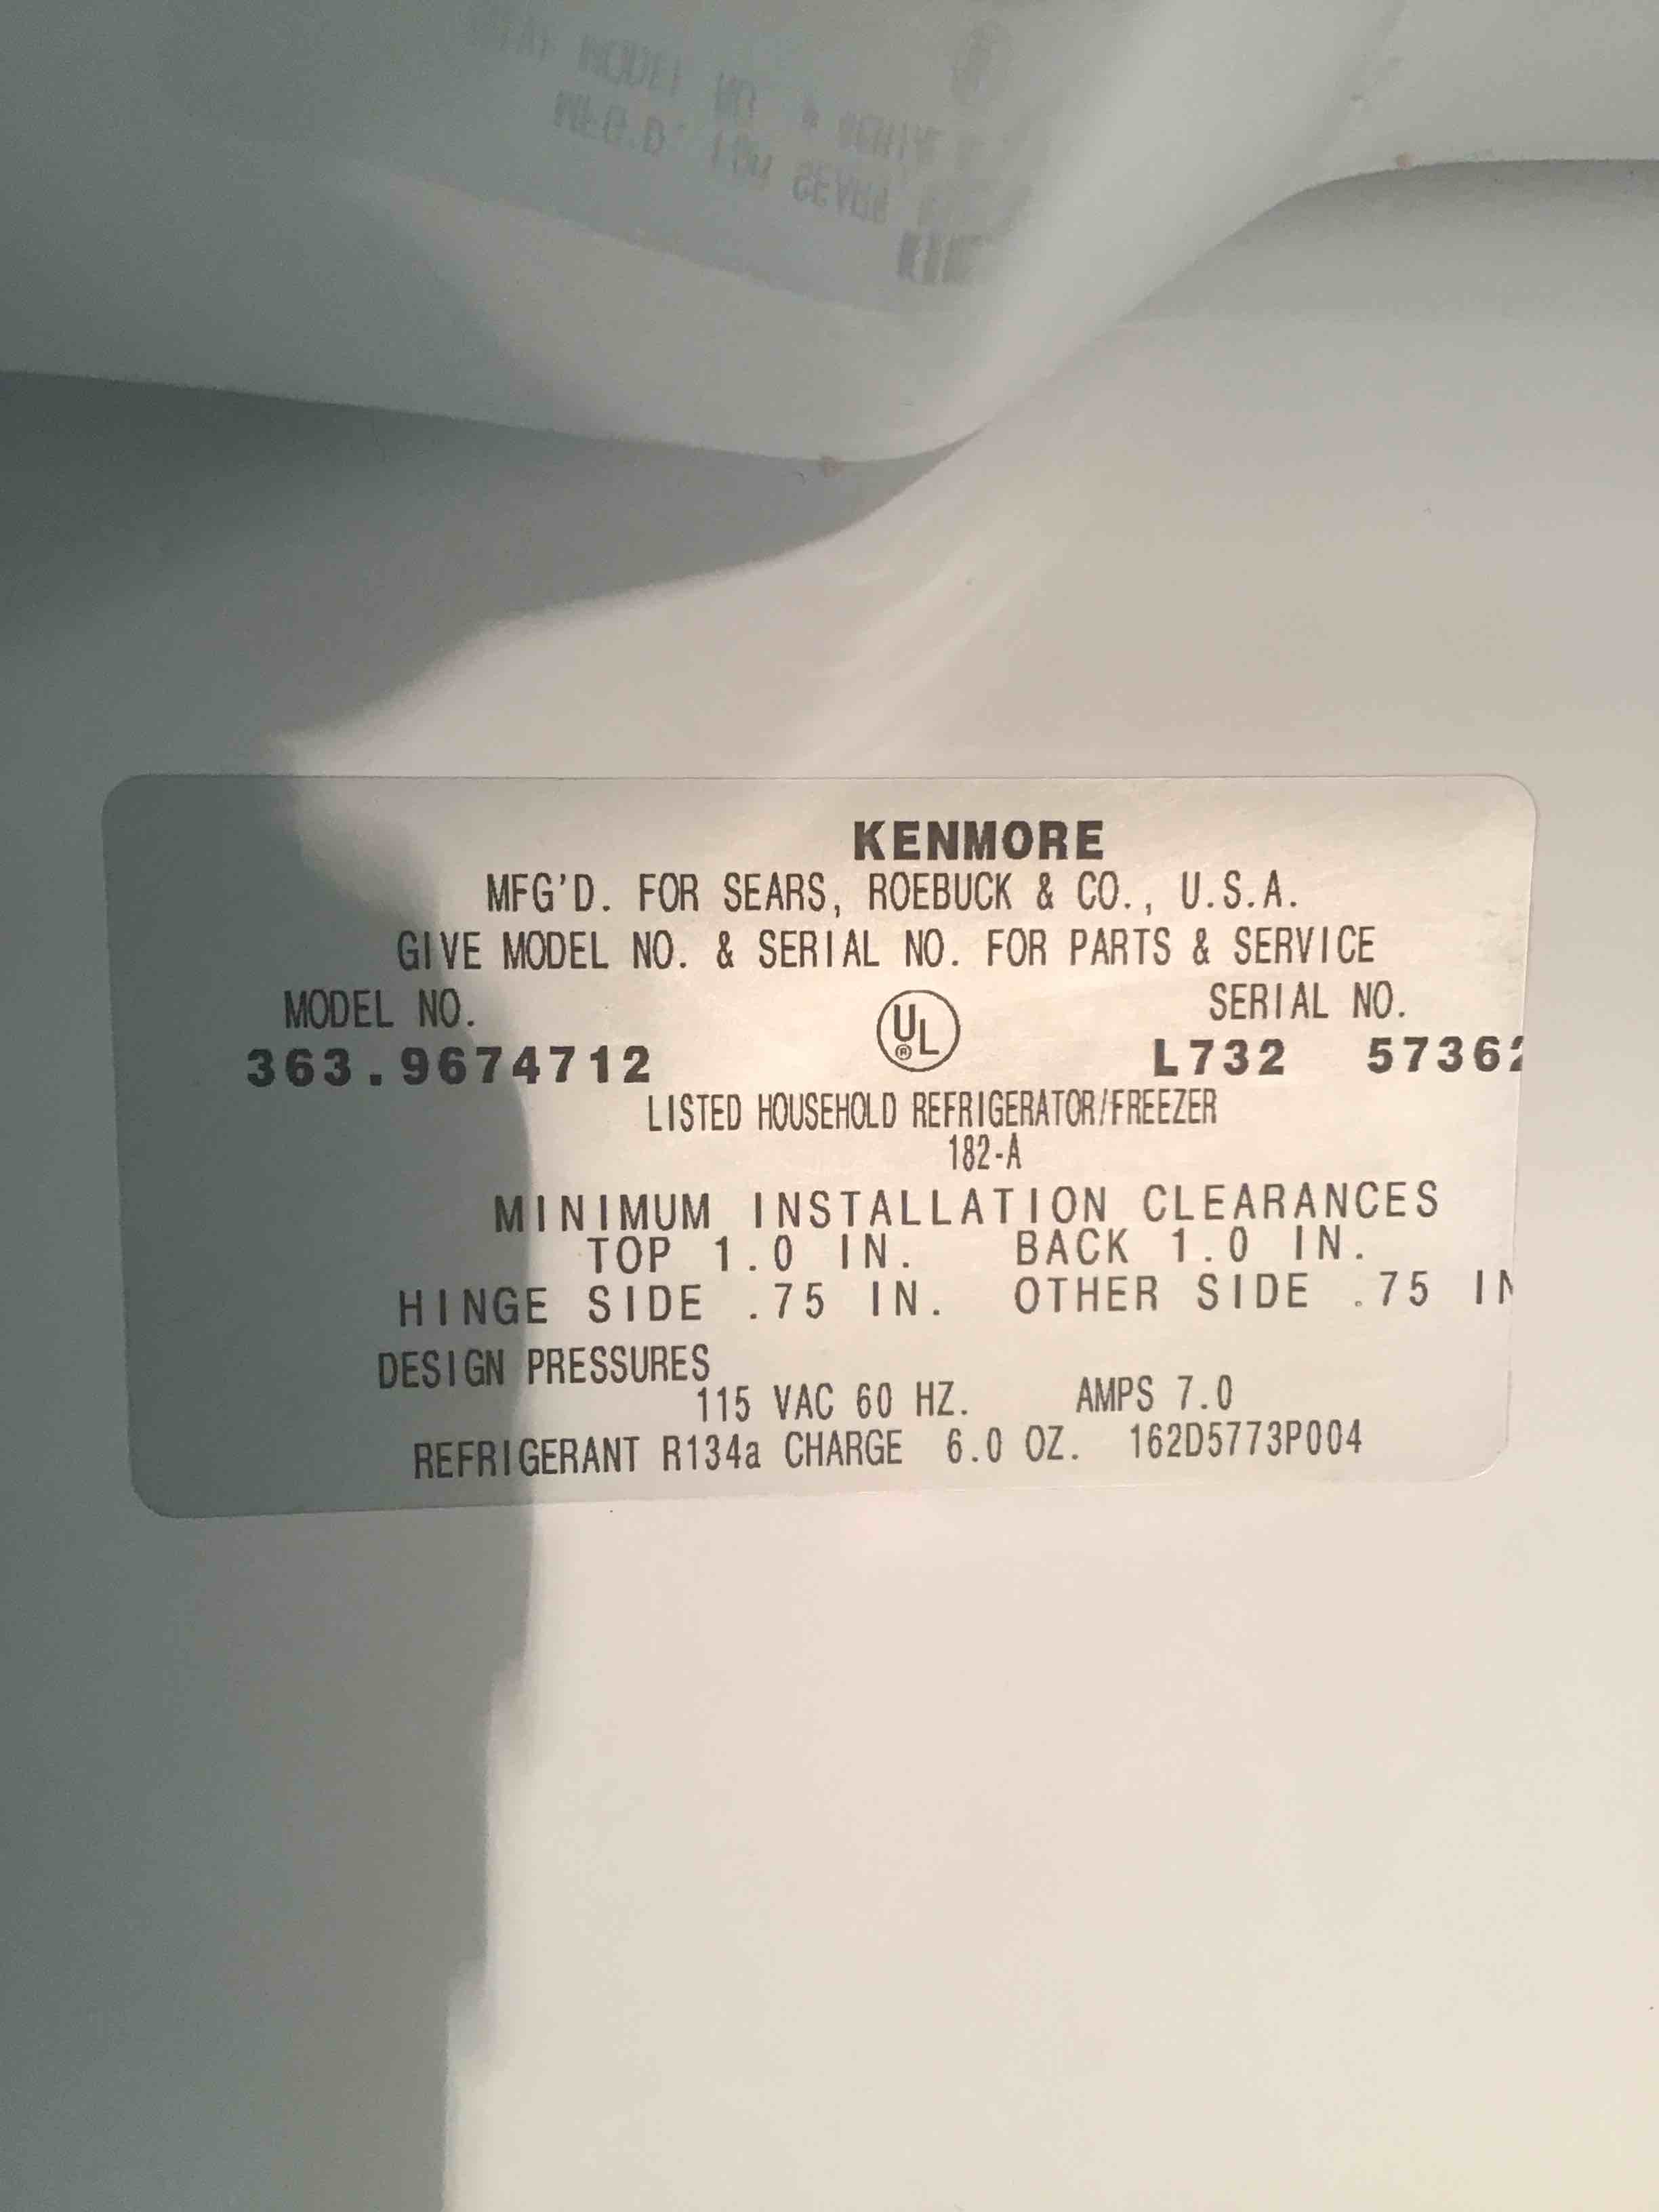 KENMORE
MFG'D. FOR SEARS, ROEBUCK & CO., U.S.A.
GIVE MODEL NO. & SERIAL NO. FOR PARTS & SERVICE
MODEL NO. SERIAL NO.
UL
®
363.9674712 L732
LISTED HOUSEHOLD REFRIGERATOR/FREEZER
182-A
MINIMUM INSTALLATION CLEARANCES
TOP 1.0 IN. BACK 1.0 IN.
HINGE SIDE .75 IN. OTHER SIDE .75 IN
DESIGN PRESSURES
115 VAC 60 HZ. AMPS 7.0
REFRIGERANT R134a CHARGE 6.0 OZ. 162D5773P004